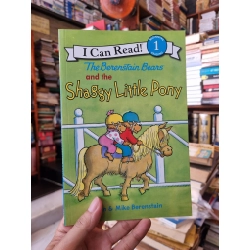 I Can Read! 1
The Berenstain Bears
and the
Shaggy Little Pony
& Mike Berenstain